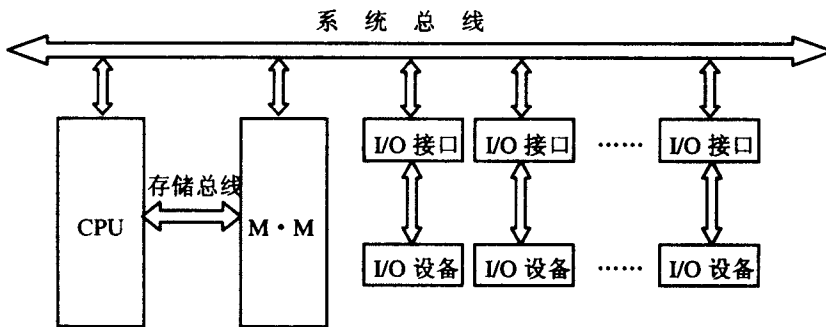 系统总线
I/O 接口 I/O 接口 …… I/O 接口
存储总线
CPU M·M
I/O 设备 I/O 设备 …… I/O 设备